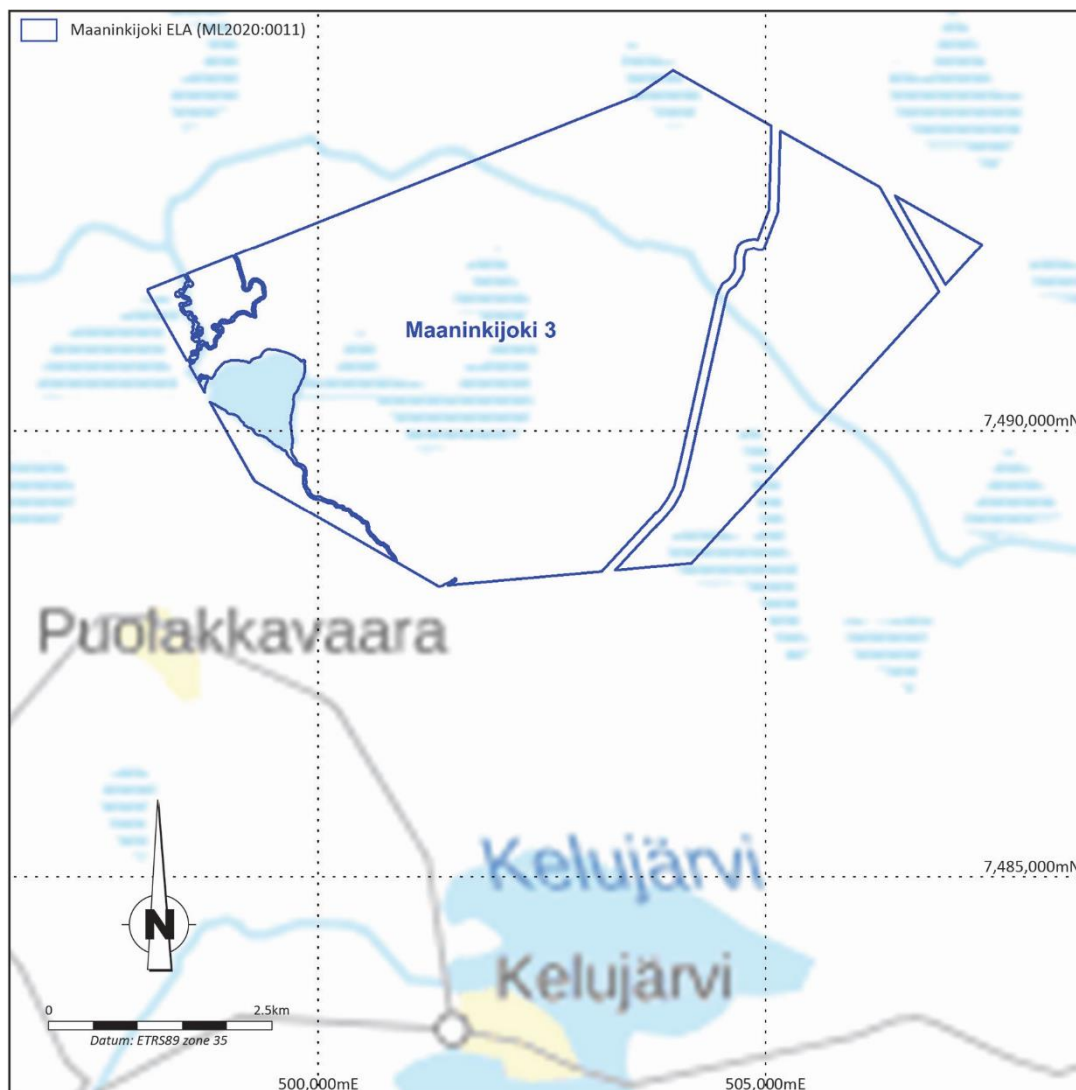 Maaninkijoki ELA (ML2020:0011)
Maaninkijoki 3
7,490,000mN
Puolakkavaara
Kelujärvi
7,485,000mN
N
Kelujärvi
0 2.5km
Datum: ETRS89 zone 35
500,000mE 505,000mE